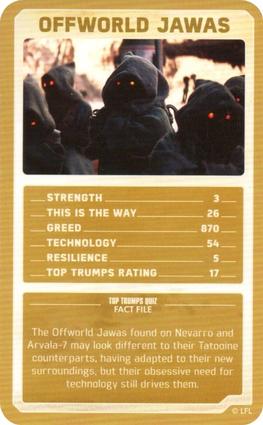 OFFWORLD JAWAS
STRENGTH 3
THIS IS THE WAY 26
GREED 870
TECHNOLOGY 54
RESILIENCE 5
TOP TRUMPS RATING 17
TOP TRUMPS QUIZ
FACT FILE
The Offworld Jawas found on Nevarro and
Arvala-7 may look different to their Tatooine
counterparts, having adapted to their new
surroundings, but their obsessive need for
technology still drives them.
© LFL